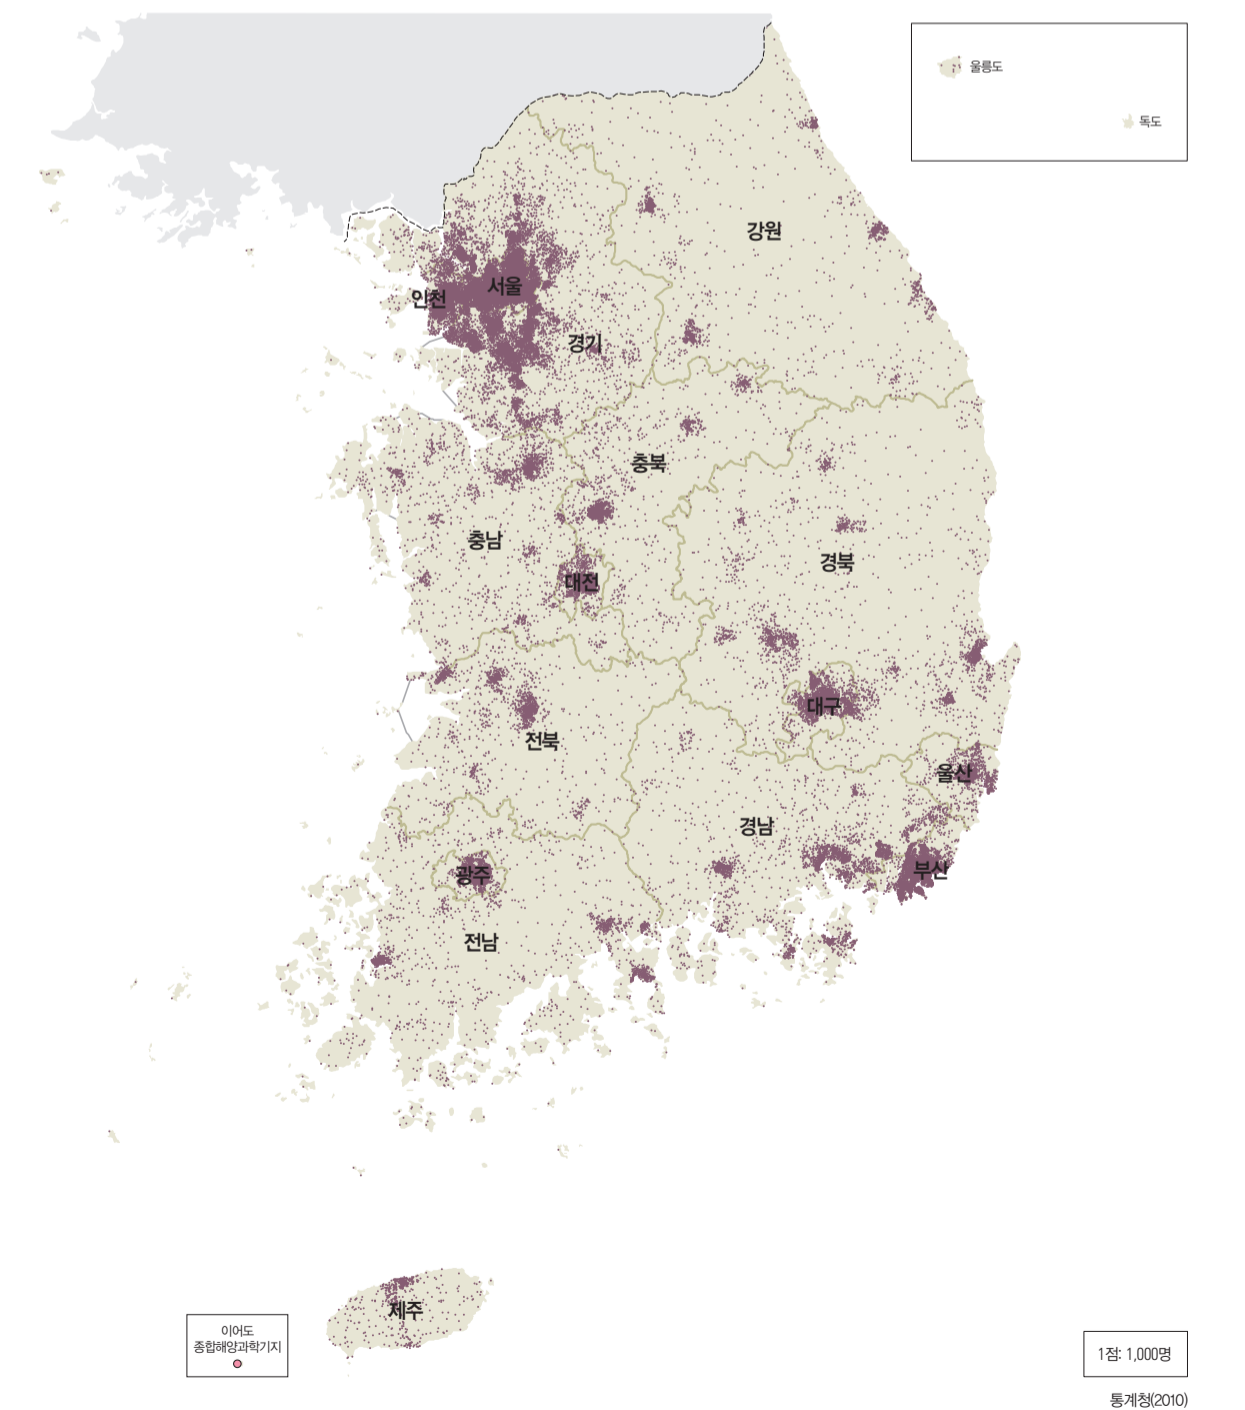 울릉도
독도
강원
서울
인천
경기
충북
충남
경북
대전
대구
전북
울산
경남
부산
광주
전남
제주
이어도
종합해양과학기지
1점: 1,000명
통계청(2010)